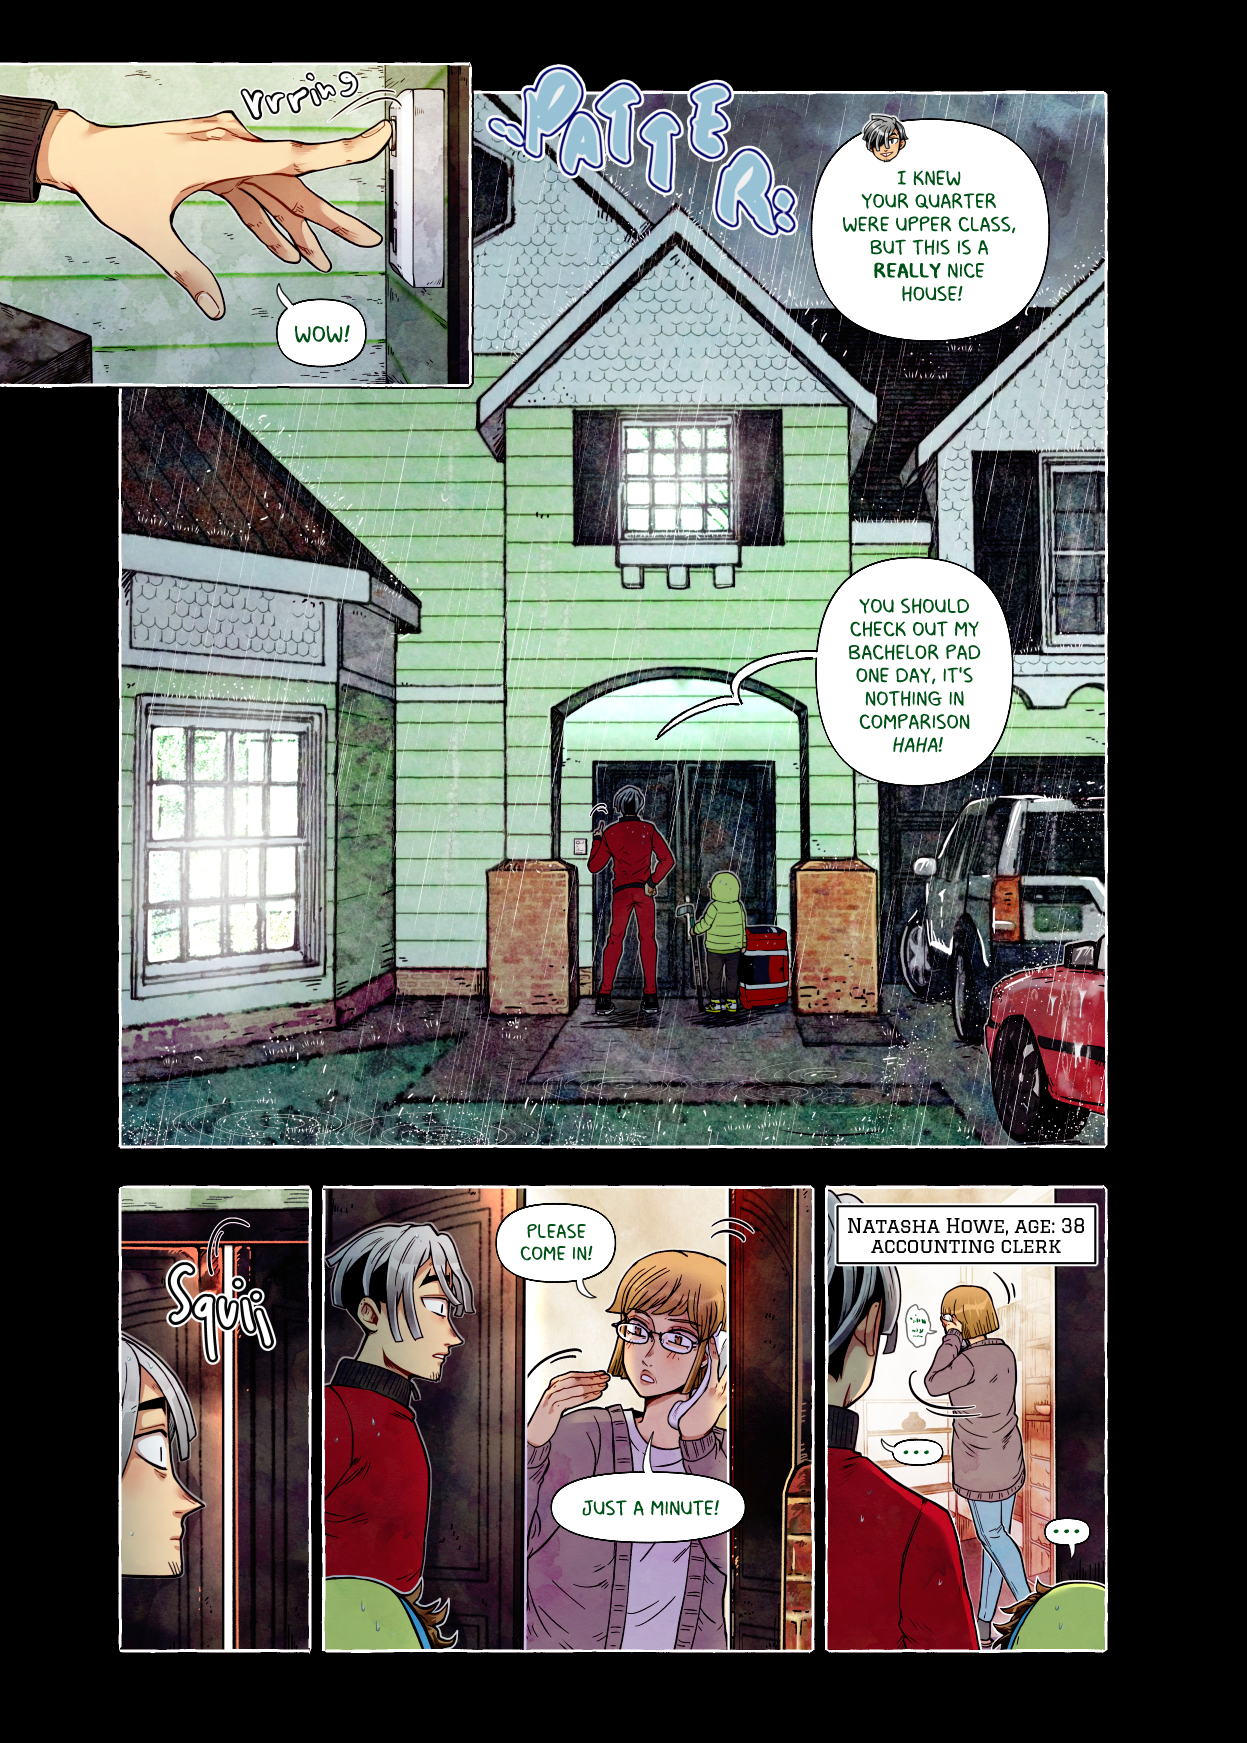 rrring
WOW!
PATTER
I KNEW
YOUR QUARTER
WERE UPPER CLASS,
BUT THIS IS A
REALLY NICE
HOUSE!
YOU SHOULD
CHECK OUT MY
BACHELOR PAD
ONE DAY, IT'S
NOTHING IN
COMPARISON
HAHA!
Squiii
PLEASE
COME IN!
JUST A MINUTE!
NATASHA HOWE, AGE: 38
ACCOUNTING CLERK
...
...